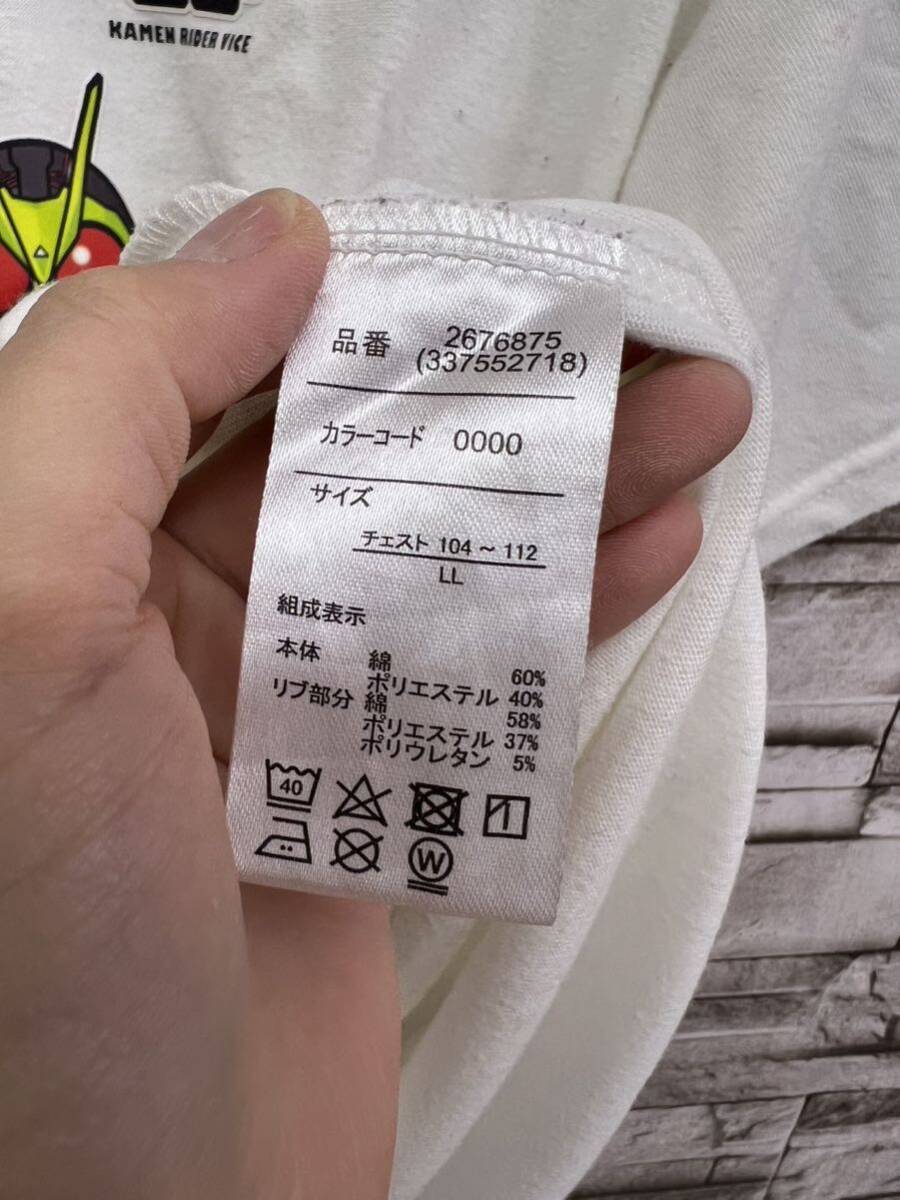 KAMEN RIDER VICE
品番 2676875
(337552718)
カラーコード 0000
サイズ
チェスト 104 ~ 112
LL
組成表示
本体 綿 60%
ポリエステル 40%
リブ部分 綿 58%
ポリエステル 37%
ポリウレタン 5%
40
W